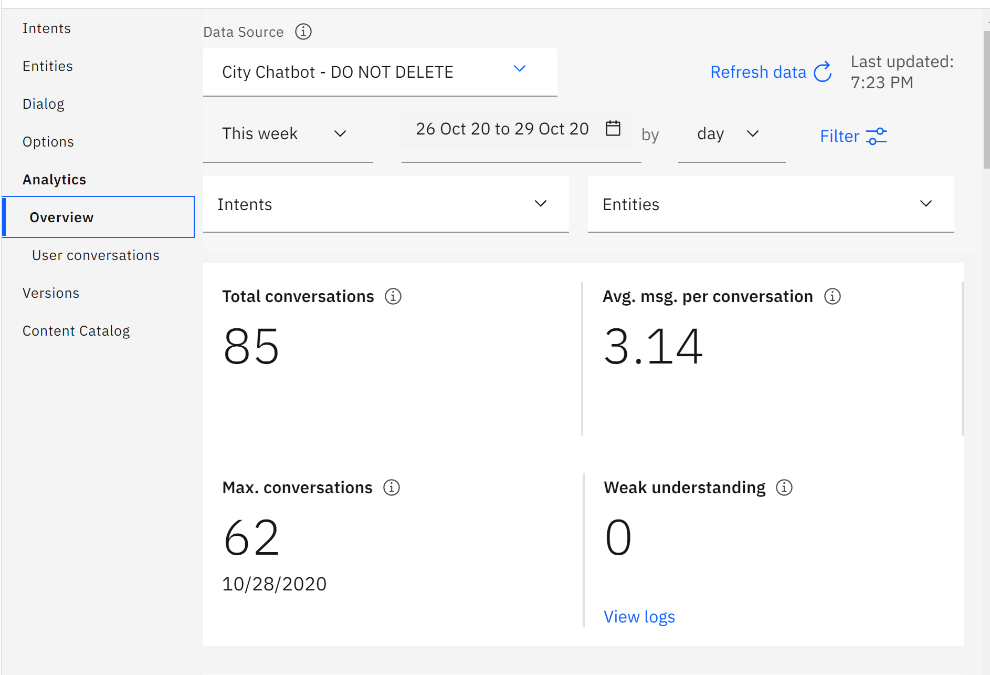 Intents
Entities
Dialog
Options
Analytics
Overview
User conversations
Versions
Content Catalog
Data Source
City Chatbot - DO NOT DELETE
Refresh data
Last updated:
7:23 PM
This week
26 Oct 20 to 29 Oct 20
by
day
Filter
Intents
Entities
Total conversations
85
Avg. msg. per conversation
3.14
Max. conversations
62
10/28/2020
Weak understanding
0
View logs